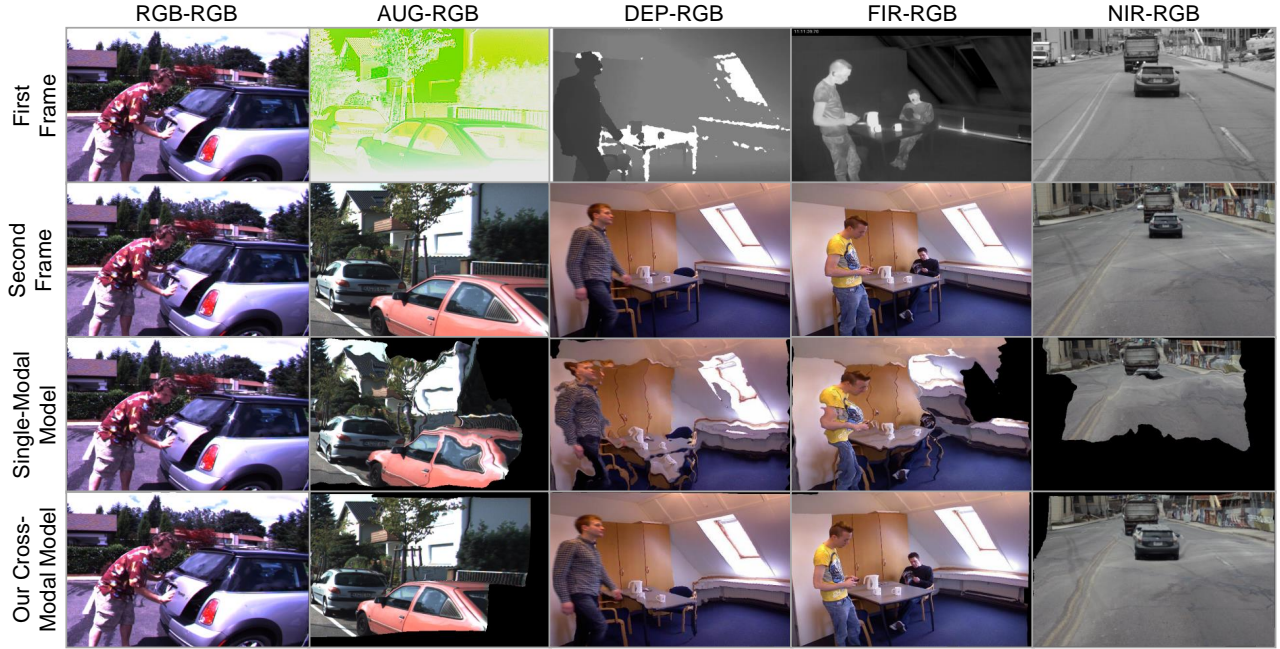 RGB-RGB AUG-RGB DEP-RGB FIR-RGB NIR-RGB
First
Frame
Second
Frame
Single-Modal
Model
Our Cross-
Modal Model